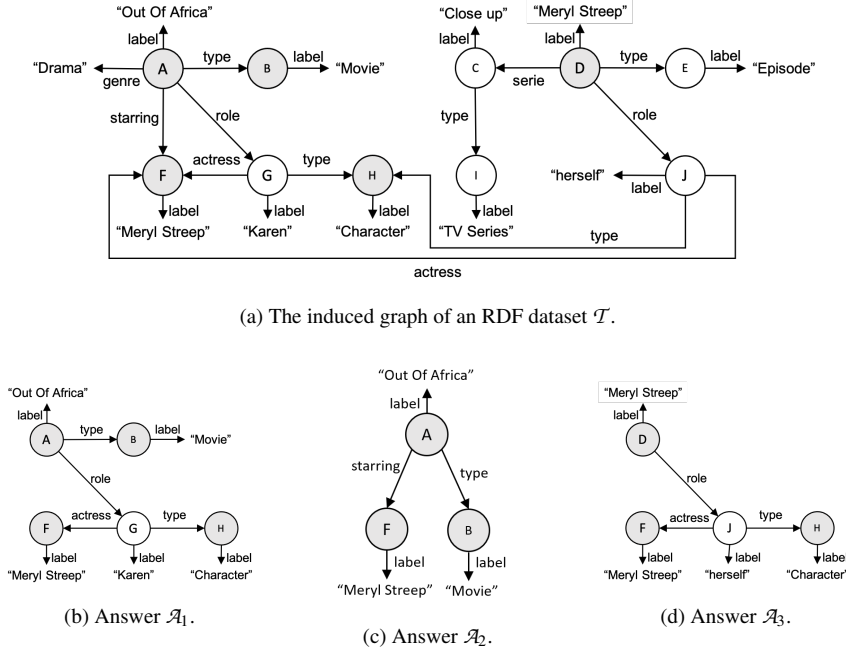 “Out Of Africa”
“Close up”
“Meryl Streep”
label
label
label
“Drama”
genre
A
type
B
label
“Movie”
C
serie
D
type
E
label
“Episode”
starring
role
type
role
F
actress
G
type
H
I
“herself”
label
J
label
label
label
label
“Meryl Streep”
“Karen”
“Character”
“TV Series”
type
actress
(a) The induced graph of an RDF dataset 𝒯.
“Out Of Africa”
label
A
type
B
label
“Movie”
role
F
actress
G
type
H
label
label
label
“Meryl Streep”
“Karen”
“Character”
(b) Answer 𝒜1.
“Out Of Africa”
label
A
starring
type
F
B
label
label
“Meryl Streep”
“Movie”
(c) Answer 𝒜2.
“Meryl Streep”
label
D
role
F
actress
J
type
H
label
label
label
“Meryl Streep”
“herself”
“Character”
(d) Answer 𝒜3.